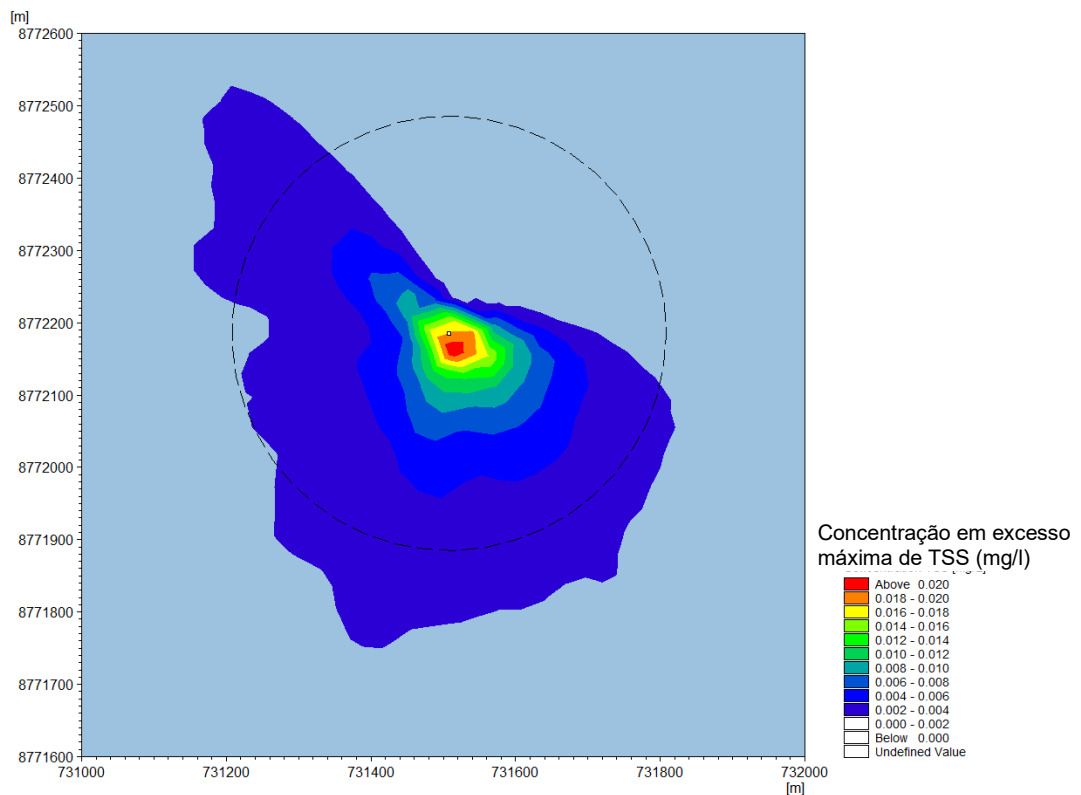 [m]
8772600
8772500
8772400
8772300
8772200
8772100
8772000
8771900
8771800
8771700
8771600
731000
731200
731400
731600
731800
732000
[m]
Concentração em excesso
máxima de TSS (mg/l)
Above 0.020
0.018 - 0.020
0.016 - 0.018
0.014 - 0.016
0.012 - 0.014
0.010 - 0.012
0.008 - 0.010
0.006 - 0.008
0.004 - 0.006
0.002 - 0.004
0.000 - 0.002
Below 0.000
Undefined Value